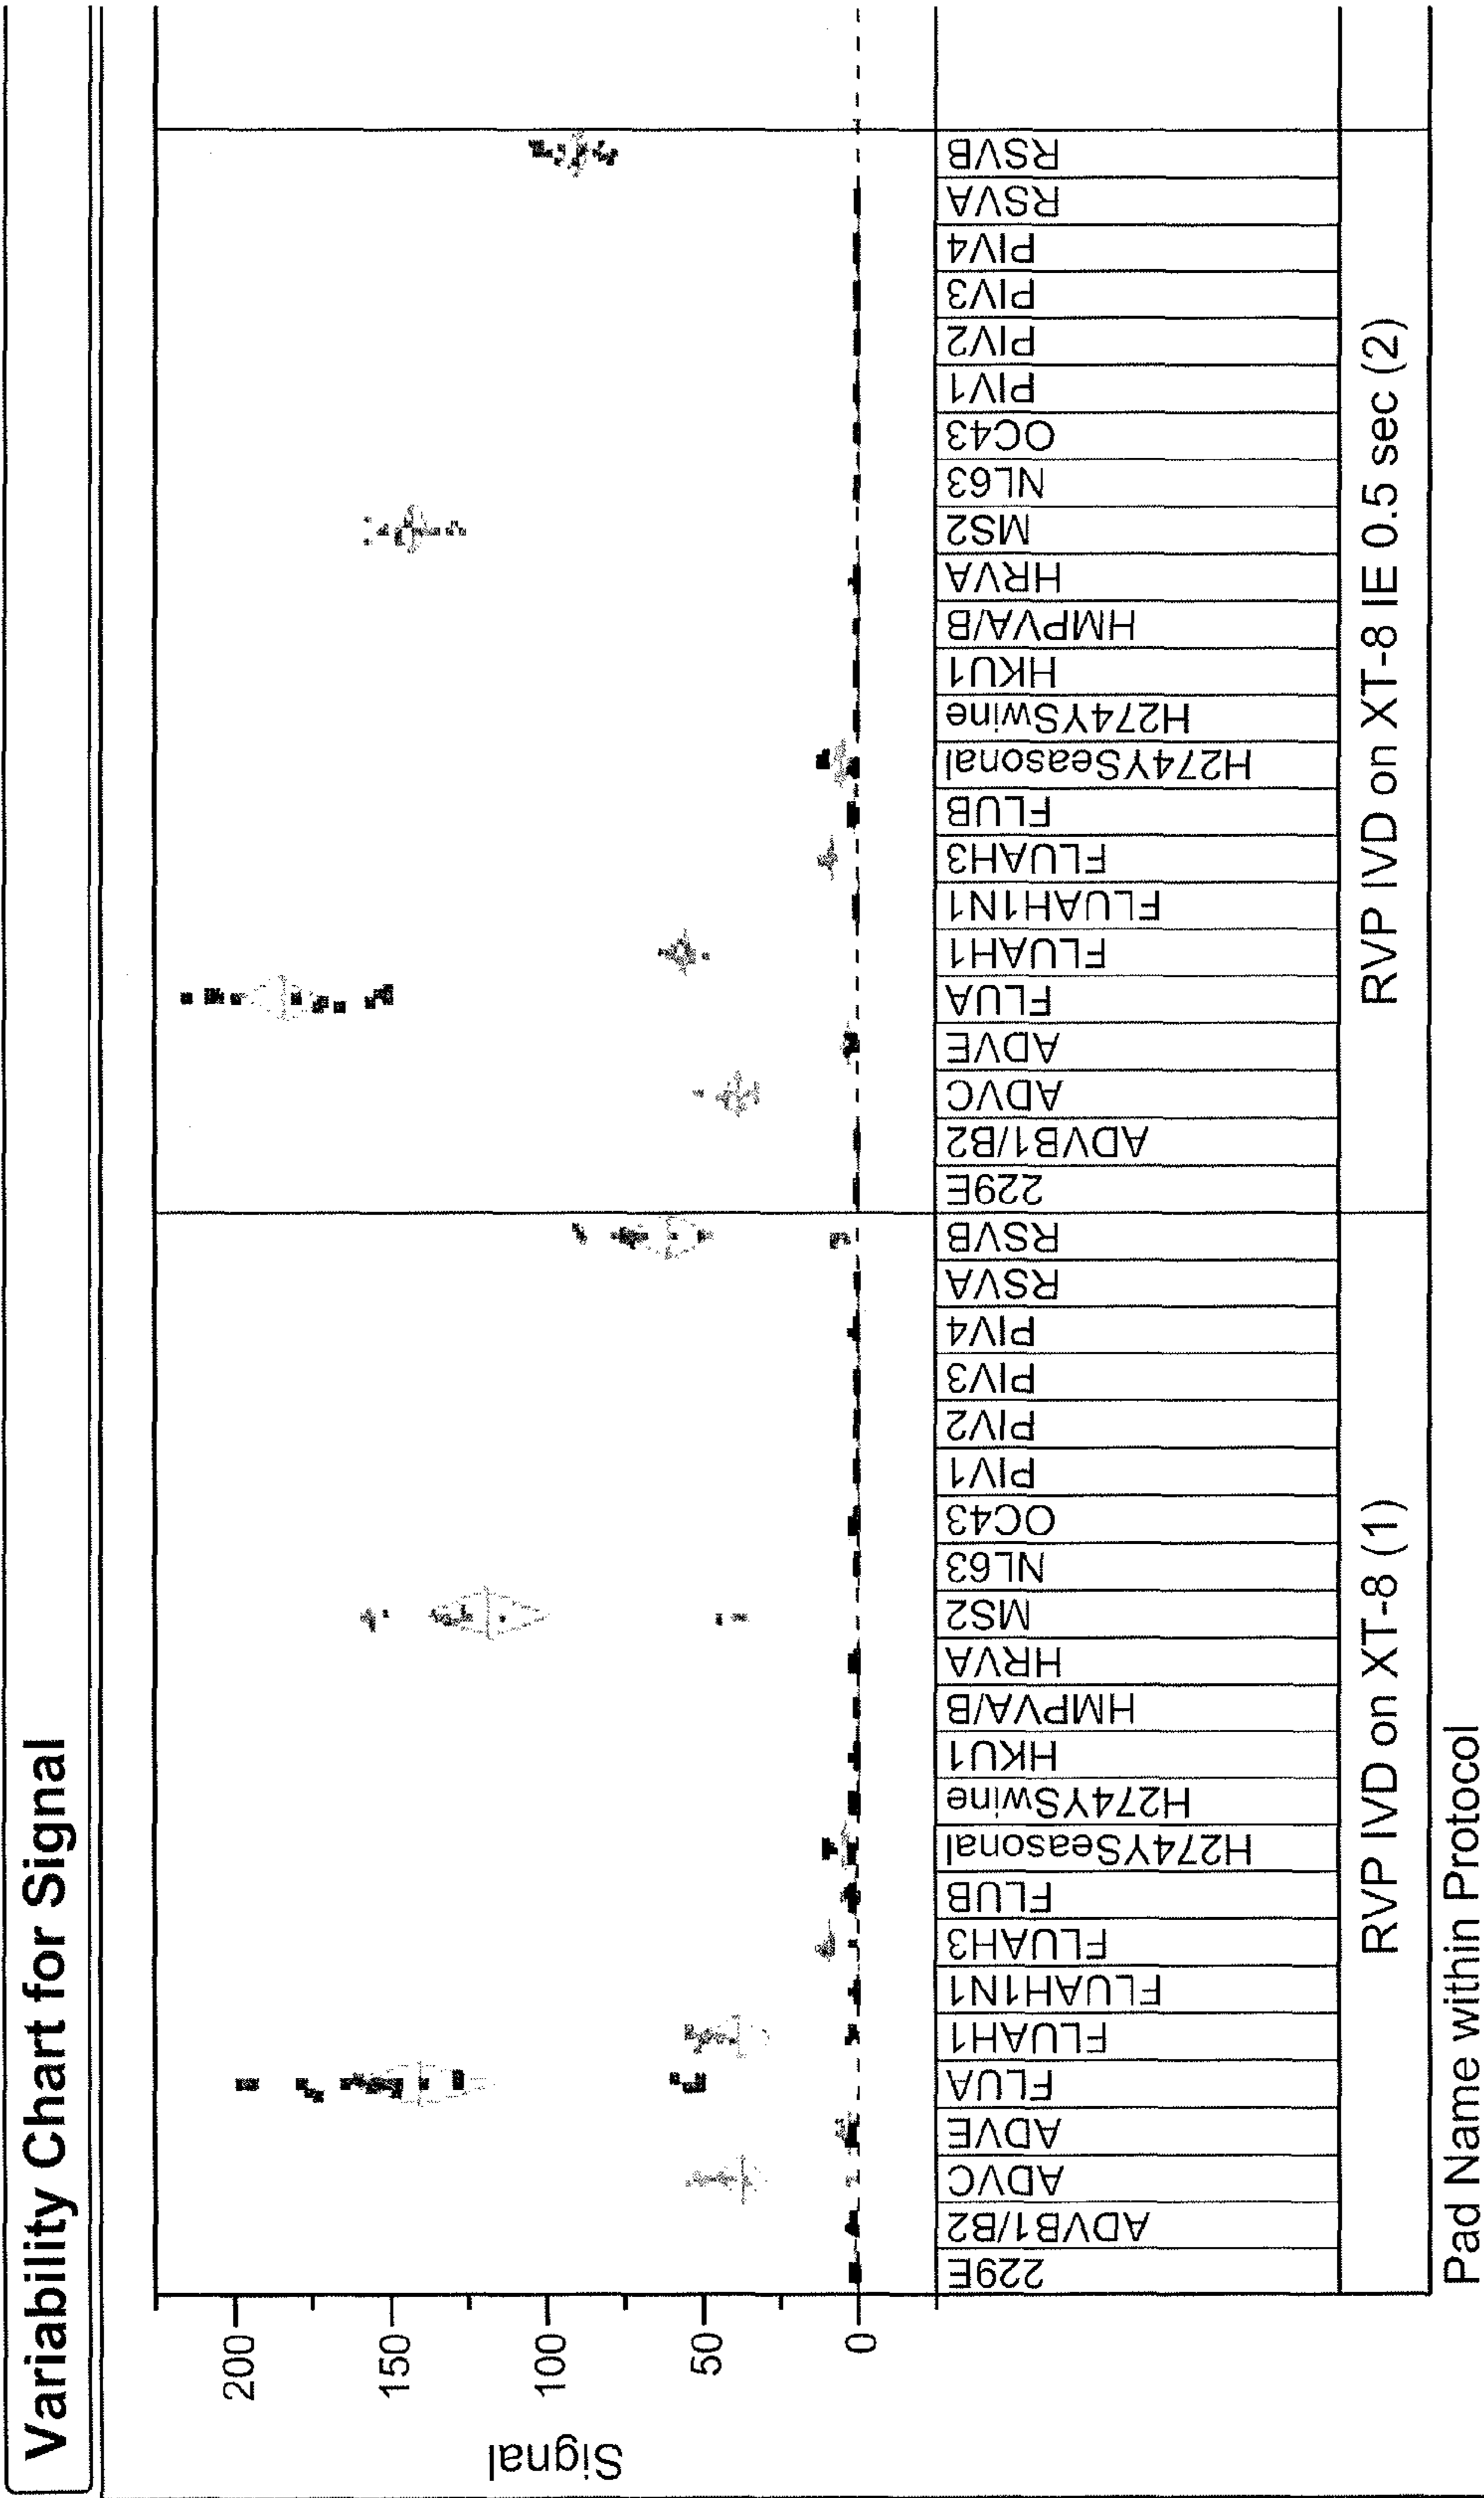 Variability Chart for Signal
Signal
200
150
100
50
0
229E
ADVB1/B2
ADVC
ADVE
FLUA
FLUAH1
FLUAH1N1
FLUAH3
FLUB
H274YSeasonal
H274YSwine
HKU1
HMPVA/B
HRVA
MS2
NL63
OC43
PIV1
PIV2
PIV3
PIV4
RSVA
RSVB
229E
ADVB1/B2
ADVC
ADVE
FLUA
FLUAH1
FLUAH1N1
FLUAH3
FLUB
H274YSeasonal
H274YSwine
HKU1
HMPVA/B
HRVA
MS2
NL63
OC43
PIV1
PIV2
PIV3
PIV4
RSVA
RSVB
RVP IVD on XT-8 (1)
RVP IVD on XT-8 IE 0.5 sec (2)
Pad Name within Protocol